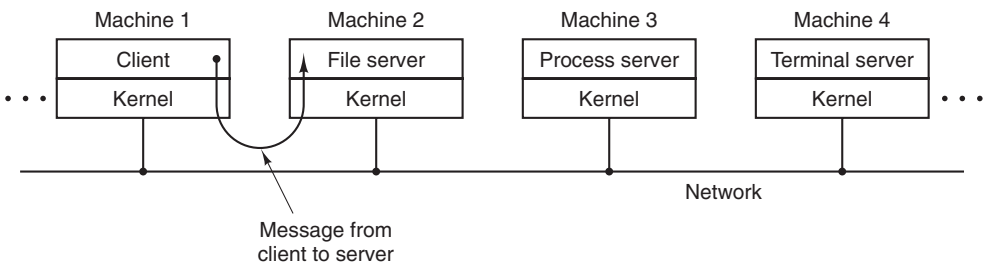 Machine 1
Machine 2
Machine 3
Machine 4
Client
File server
Process server
Terminal server
• • •
Kernel
Kernel
Kernel
Kernel
• • •
Network
Message from
client to server